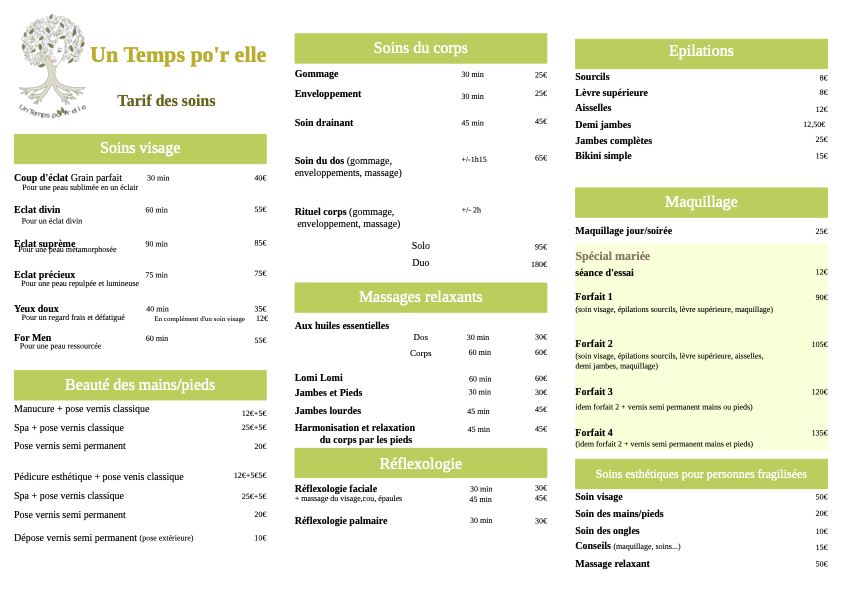 Un Temps po'r elle
Un Temps po'r elle
Tarif des soins
Soins visage
Coup d'éclat Grain parfait 30 min 40€
Pour une peau sublimée en un éclair
Eclat divin 60 min 55€
Pour un éclat divin
Eclat suprème 90 min 85€
Pour une peau métamorphosée
Eclat précieux 75 min 75€
Pour une peau repulpée et lumineuse
Yeux doux 40 min 35€
Pour un regard frais et défatigué En complément d'un soin visage 12€
For Men 60 min 55€
Pour une peau ressourcée
Beauté des mains/pieds
Manucure + pose vernis classique 12€+5€
Spa + pose vernis classique 25€+5€
Pose vernis semi permanent 20€
Pédicure esthétique + pose venis classique 12€+5€5€
Spa + pose vernis classique 25€+5€
Pose vernis semi permanent 20€
Dépose vernis semi permanent (pose extérieure) 10€
Soins du corps
Gommage 30 min 25€
Enveloppement 30 min 25€
Soin drainant 45 min 45€
Soin du dos (gommage, +/-1h15 65€
enveloppements, massage)
Rituel corps (gommage, +/- 2h
enveloppement, massage)
Solo 95€
Duo 180€
Massages relaxants
Aux huiles essentielles
Dos 30 min 30€
Corps 60 min 60€
Lomi Lomi 60 min 60€
Jambes et Pieds 30 min 30€
Jambes lourdes 45 min 45€
Harmonisation et relaxation 45 min 45€
du corps par les pieds
Réflexologie
Réflexologie faciale 30 min 30€
+ massage du visage,cou, épaules 45 min 45€
Réflexologie palmaire 30 min 30€
Epilations
Sourcils 8€
Lèvre supérieure 8€
Aisselles 12€
Demi jambes 12,50€
Jambes complètes 25€
Bikini simple 15€
Maquillage
Maquillage jour/soirée 25€
Spécial mariée
séance d'essai 12€
Forfait 1 90€
(soin visage, épilations sourcils, lèvre supérieure, maquillage)
Forfait 2 105€
(soin visage, épilations sourcils, lèvre supérieure, aisselles,
demi jambes, maquillage)
Forfait 3 120€
idem forfait 2 + vernis semi permanent mains ou pieds)
Forfait 4 135€
(idem forfait 2 + vernis semi permanent mains et pieds)
Soins esthétiques pour personnes fragilisées
Soin visage 50€
Soin des mains/pieds 20€
Soin des ongles 10€
Conseils (maquillage, soins...) 15€
Massage relaxant 50€